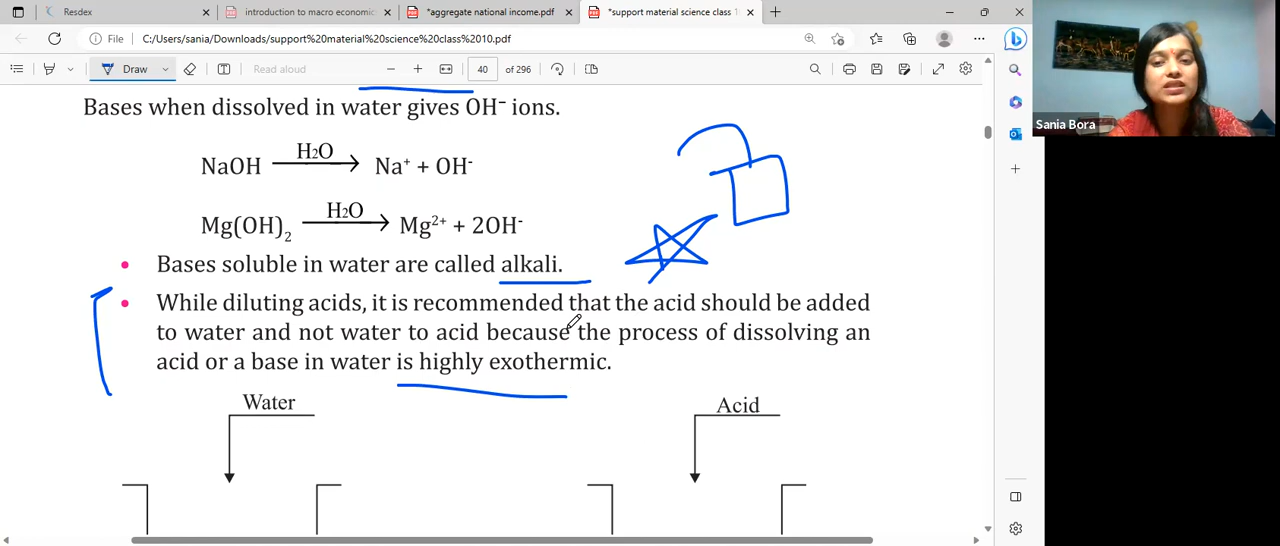 Resdex
introduction to macro economic
*aggregate national income.pdf
*support material science class 1
File
C:/Users/sania/Downloads/support%20material%20science%20class%2010.pdf
Draw
Read aloud
40
of 296
Sania Bora
Bases when dissolved in water gives OH⁻ ions.
NaOH —H₂O→ Na⁺ + OH⁻
Mg(OH)₂ —H₂O→ Mg²⁺ + 2OH⁻
• Bases soluble in water are called alkali.
• While diluting acids, it is recommended that the acid should be added
to water and not water to acid because the process of dissolving an
acid or a base in water is highly exothermic.
Water
Acid